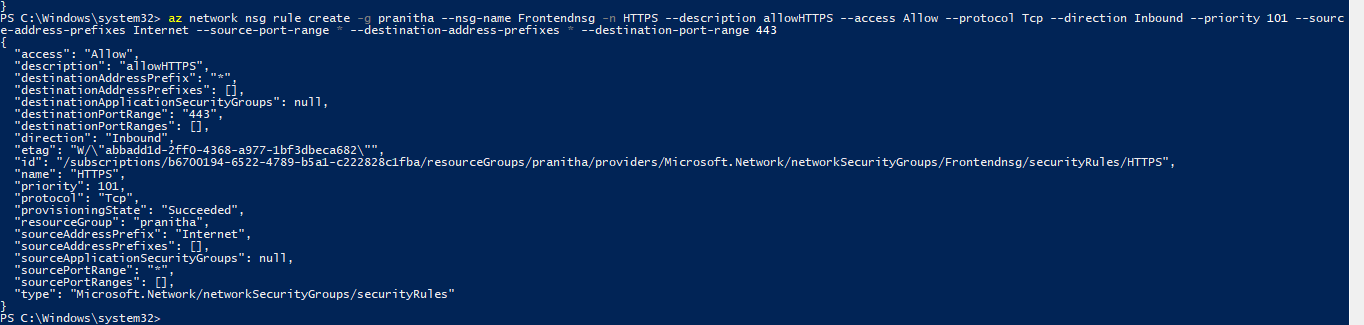 }
PS C:\Windows\system32> az network nsg rule create -g pranitha --nsg-name Frontendnsg -n HTTPS --description allowHTTPS --access Allow --protocol Tcp --direction Inbound --priority 101 --sourc
e-address-prefixes Internet --source-port-range * --destination-address-prefixes * --destination-port-range 443
{
  "access": "Allow",
  "description": "allowHTTPS",
  "destinationAddressPrefix": "*",
  "destinationAddressPrefixes": [],
  "destinationApplicationSecurityGroups": null,
  "destinationPortRange": "443",
  "destinationPortRanges": [],
  "direction": "Inbound",
  "etag": "W/\"abbadd1d-2ff0-4368-a977-1bf3dbeca682\"",
  "id": "/subscriptions/b6700194-6522-4789-b5a1-c222828c1fba/resourceGroups/pranitha/providers/Microsoft.Network/networkSecurityGroups/Frontendnsg/securityRules/HTTPS",
  "name": "HTTPS",
  "priority": 101,
  "protocol": "Tcp",
  "provisioningState": "Succeeded",
  "resourceGroup": "pranitha",
  "sourceAddressPrefix": "Internet",
  "sourceAddressPrefixes": [],
  "sourceApplicationSecurityGroups": null,
  "sourcePortRange": "*",
  "sourcePortRanges": [],
  "type": "Microsoft.Network/networkSecurityGroups/securityRules"
}
PS C:\Windows\system32>